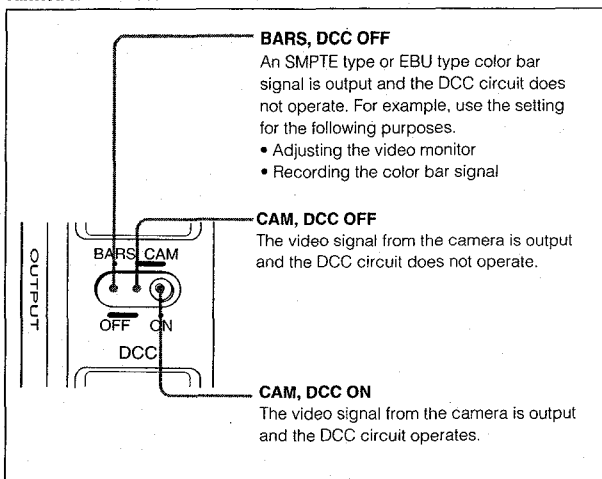 BARS, DCC OFF
An SMPTE type or EBU type color bar
signal is output and the DCC circuit does
not operate. For example, use the setting
for the following purposes.
• Adjusting the video monitor
• Recording the color bar signal
CAM, DCC OFF
The video signal from the camera is output
and the DCC circuit does not operate.
OUTPUT
BARS CAM
OFF ON
DCC
CAM, DCC ON
The video signal from the camera is output
and the DCC circuit operates.